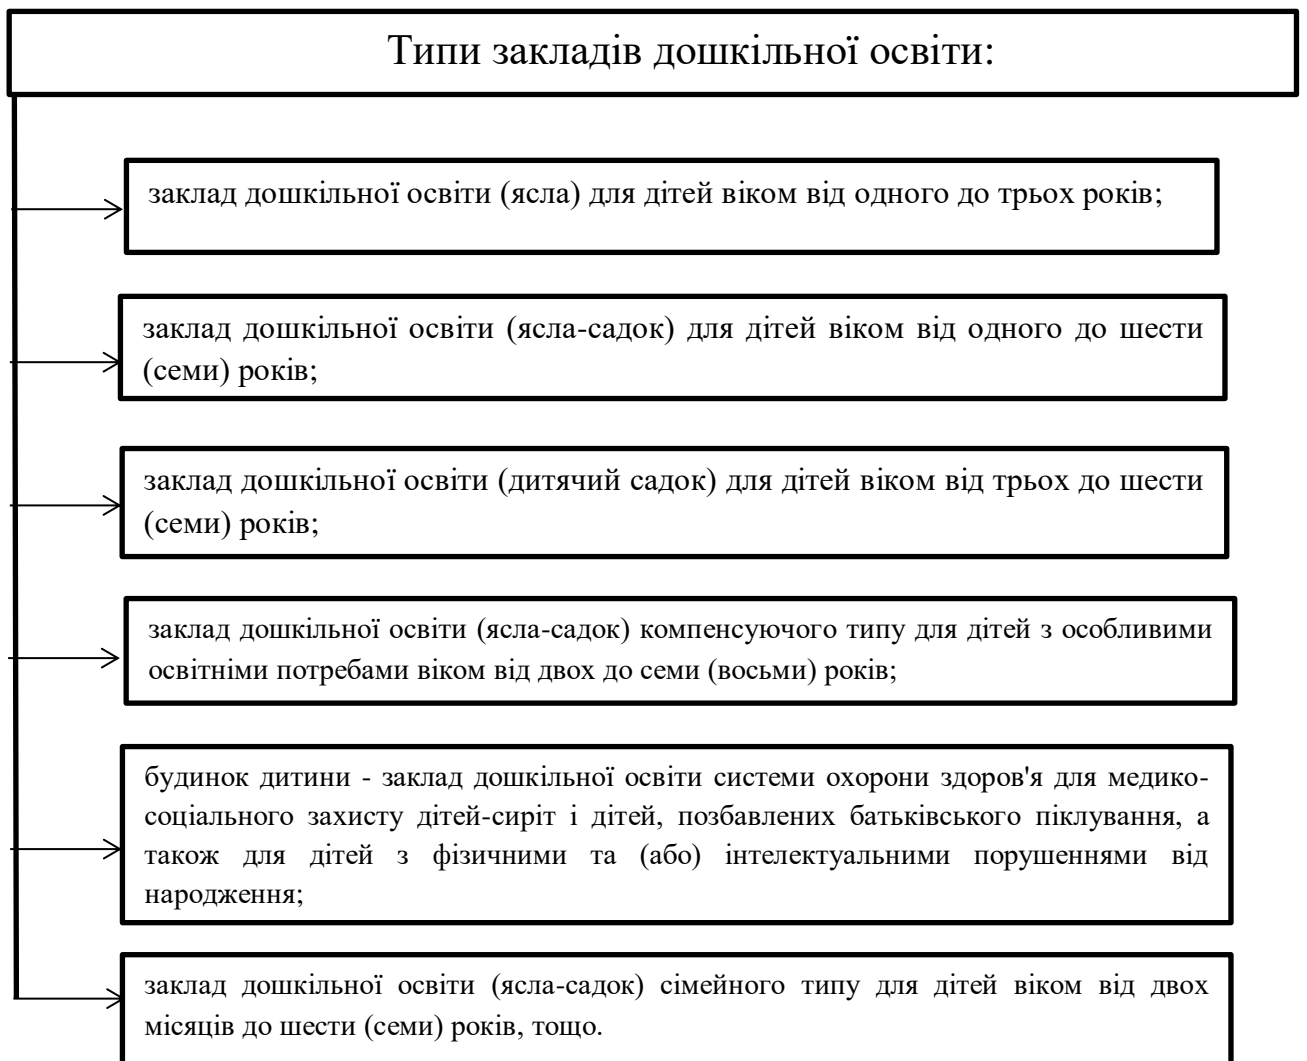 Типи закладів дошкільної освіти:
заклад дошкільної освіти (ясла) для дітей віком від одного до трьох років;
заклад дошкільної освіти (ясла-садок) для дітей віком від одного до шести
(семи) років;
заклад дошкільної освіти (дитячий садок) для дітей віком від трьох до шести
(семи) років;
заклад дошкільної освіти (ясла-садок) компенсуючого типу для дітей з особливими
освітніми потребами віком від двох до семи (восьми) років;
будинок дитини - заклад дошкільної освіти системи охорони здоров'я для медико-
соціального захисту дітей-сиріт і дітей, позбавлених батьківського піклування, а
також для дітей з фізичними та (або) інтелектуальними порушеннями від
народження;
заклад дошкільної освіти (ясла-садок) сімейного типу для дітей віком від двох
місяців до шести (семи) років, тощо.